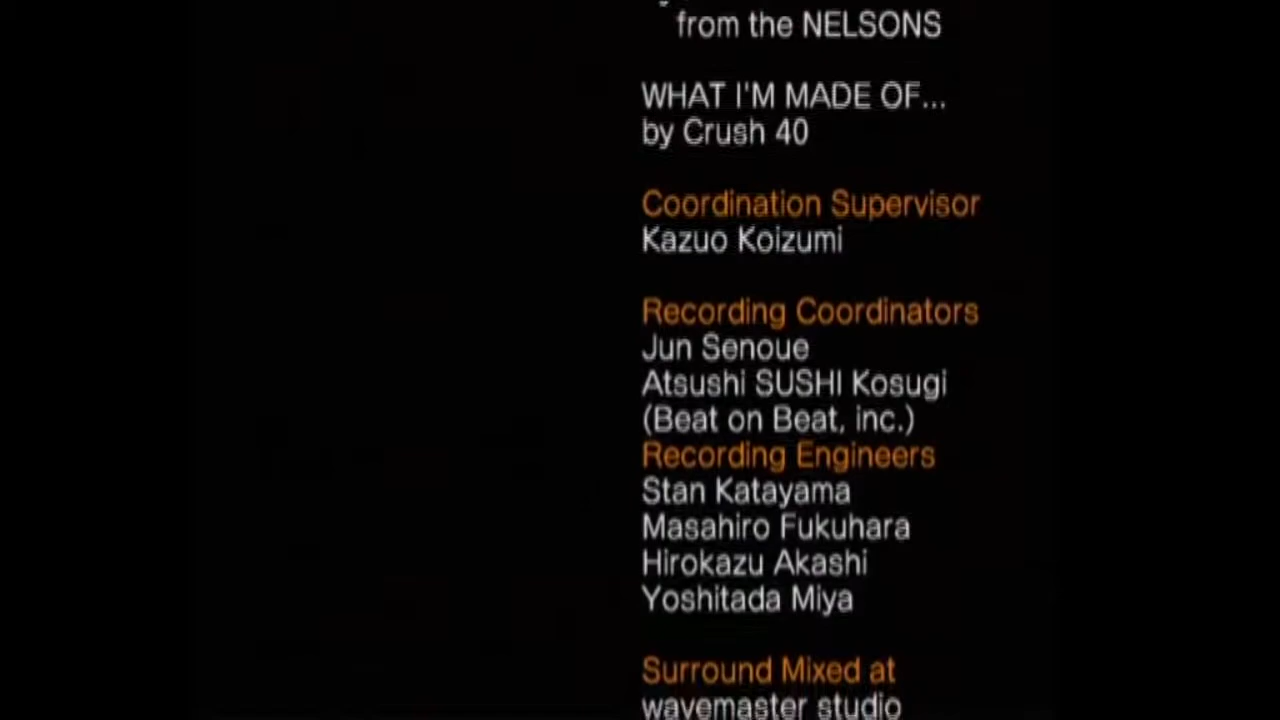 from the NELSONS
WHAT I'M MADE OF...
by Crush 40
Coordination Supervisor
Kazuo Koizumi
Recording Coordinators
Jun Senoue
Atsushi SUSHI Kosugi
(Beat on Beat, inc.)
Recording Engineers
Stan Katayama
Masahiro Fukuhara
Hirokazu Akashi
Yoshitada Miya
Surround Mixed at
wavemaster studio